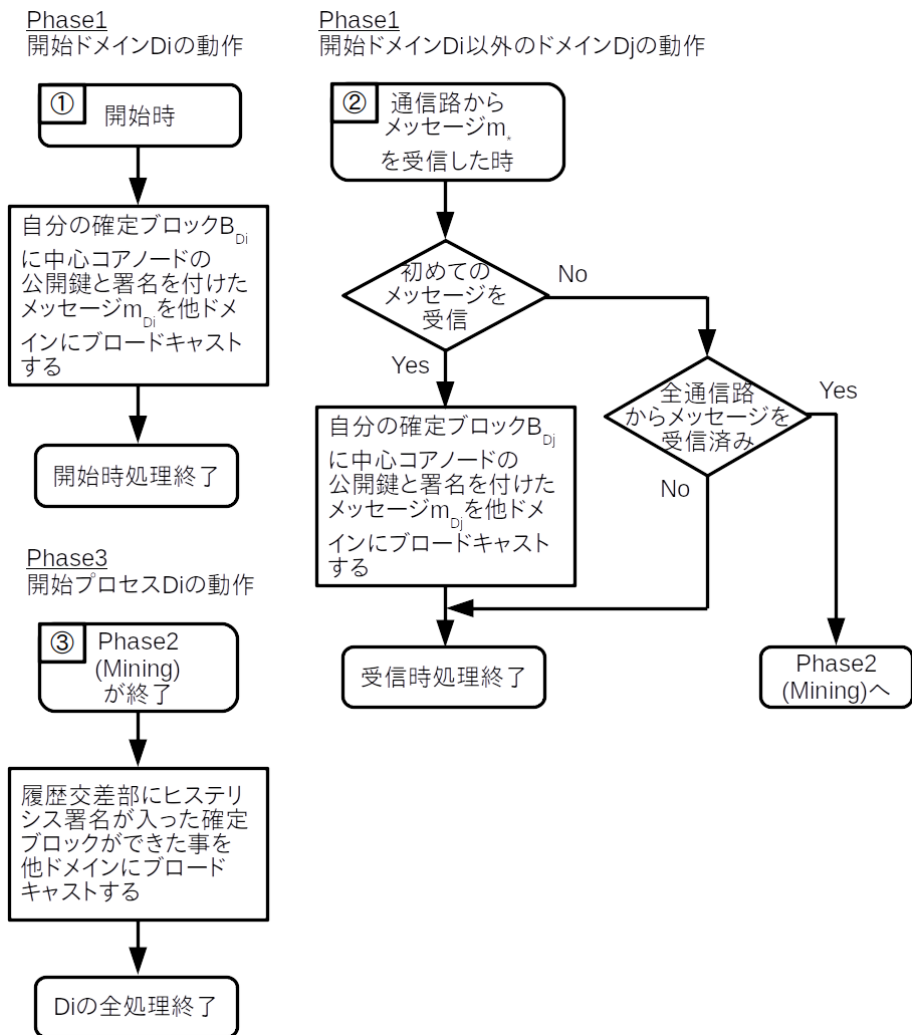 Phase1
開始ドメインDiの動作
①
開始時
自分の確定ブロックB_Di
に中心コアノードの
公開鍵と署名を付けた
メッセージm_Diを他ドメ
インにブロードキャスト
する
開始時処理終了
Phase3
開始プロセスDiの動作
③
Phase2
(Mining)
が終了
履歴交差部にヒステリ
シス署名が入った確定
ブロックができた事を
他ドメインにブロード
キャストする
Diの全処理終了
Phase1
開始ドメインDi以外のドメインDjの動作
②
通信路から
メッセージm_*
を受信した時
初めての
メッセージを
受信
No
Yes
全通信路
からメッセージを
受信済み
Yes
No
自分の確定ブロックB_Dj
に中心コアノードの
公開鍵と署名を付けた
メッセージm_Djを他ドメ
インにブロードキャスト
する
受信時処理終了
Phase2
(Mining)へ